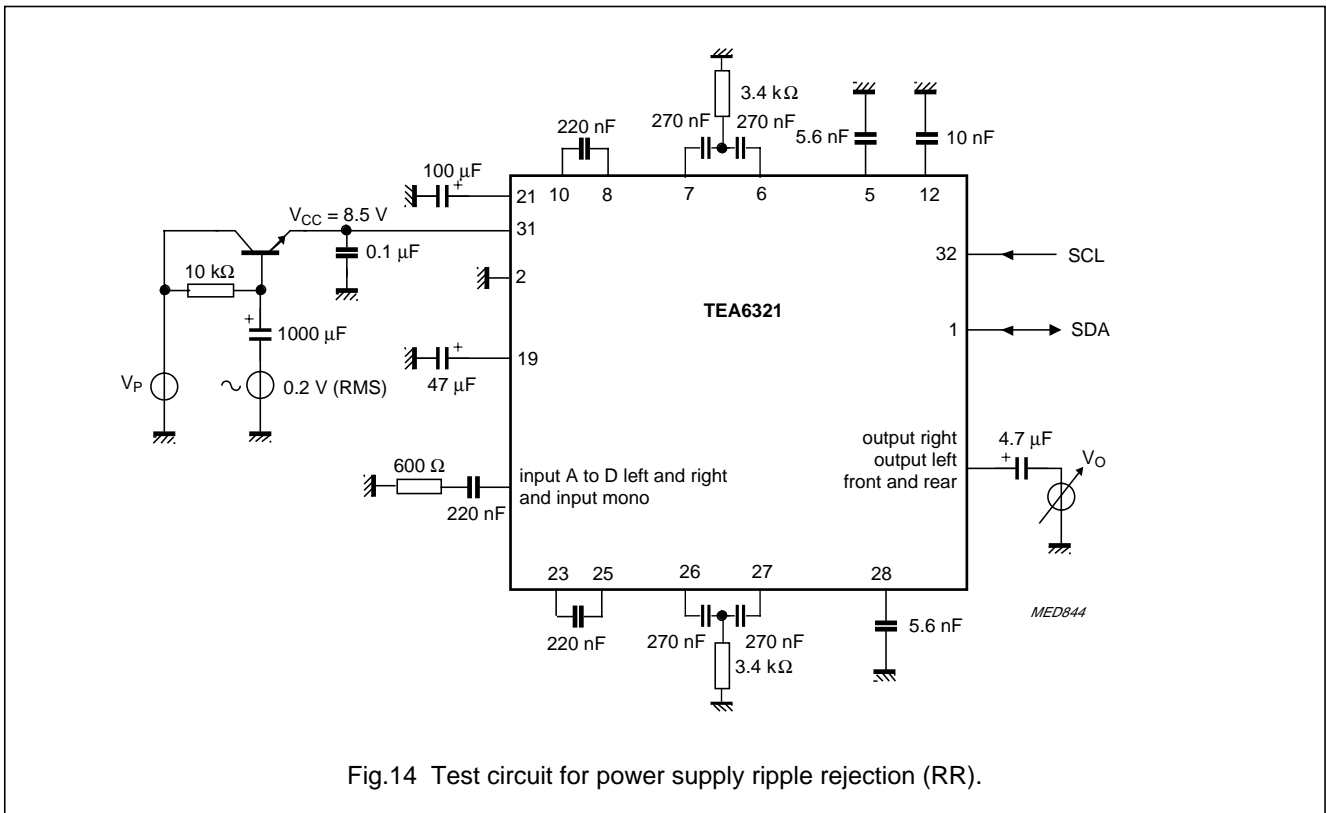 3.4 kΩ
270 nF 270 nF
220 nF
5.6 nF
10 nF
100 µF
+
21 10 8 7 6 5 12
V_CC = 8.5 V
31
0.1 µF
10 kΩ
2
32 SCL
TEA6321
+
1000 µF
1 SDA
+
19
47 µF
V_P
0.2 V (RMS)
output right
output left
front and rear
4.7 µF
+
V_O
600 Ω
220 nF
input A to D left and right
and input mono
23 25 26 27 28
220 nF
270 nF 270 nF
5.6 nF
3.4 kΩ
MED844
Fig.14 Test circuit for power supply ripple rejection (RR).